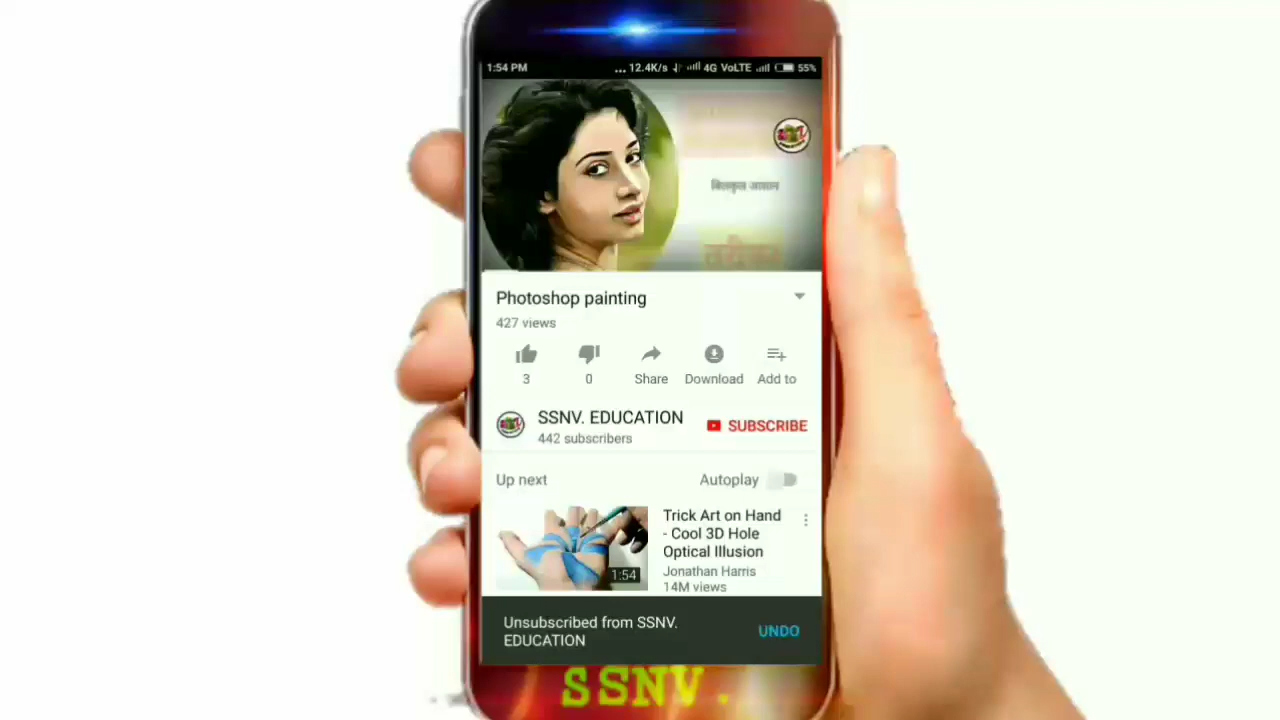 1:54 PM
... 12.4K/s 4G VoLTE 55%
बिलकुल आसान
Photoshop painting
427 views
3
0
Share
Download
Add to
SSNV. EDUCATION
442 subscribers
SUBSCRIBE
Up next
Autoplay
1:54
Trick Art on Hand
- Cool 3D Hole
Optical Illusion
Jonathan Harris
14M views
Unsubscribed from SSNV.
EDUCATION
UNDO
SSNV.